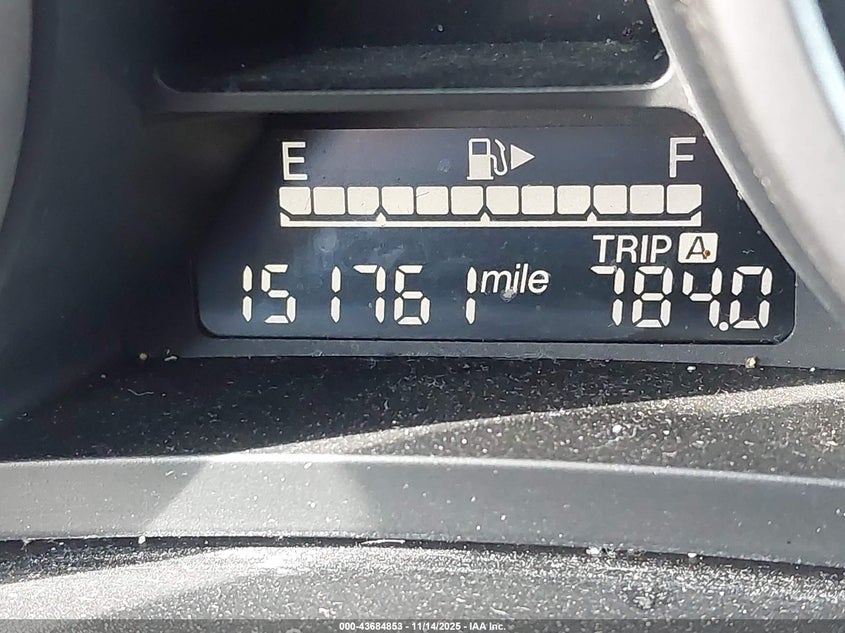 E F
TRIP A
151761 mile 784.0
000-43684853 - 11/14/2025 - IAA Inc.